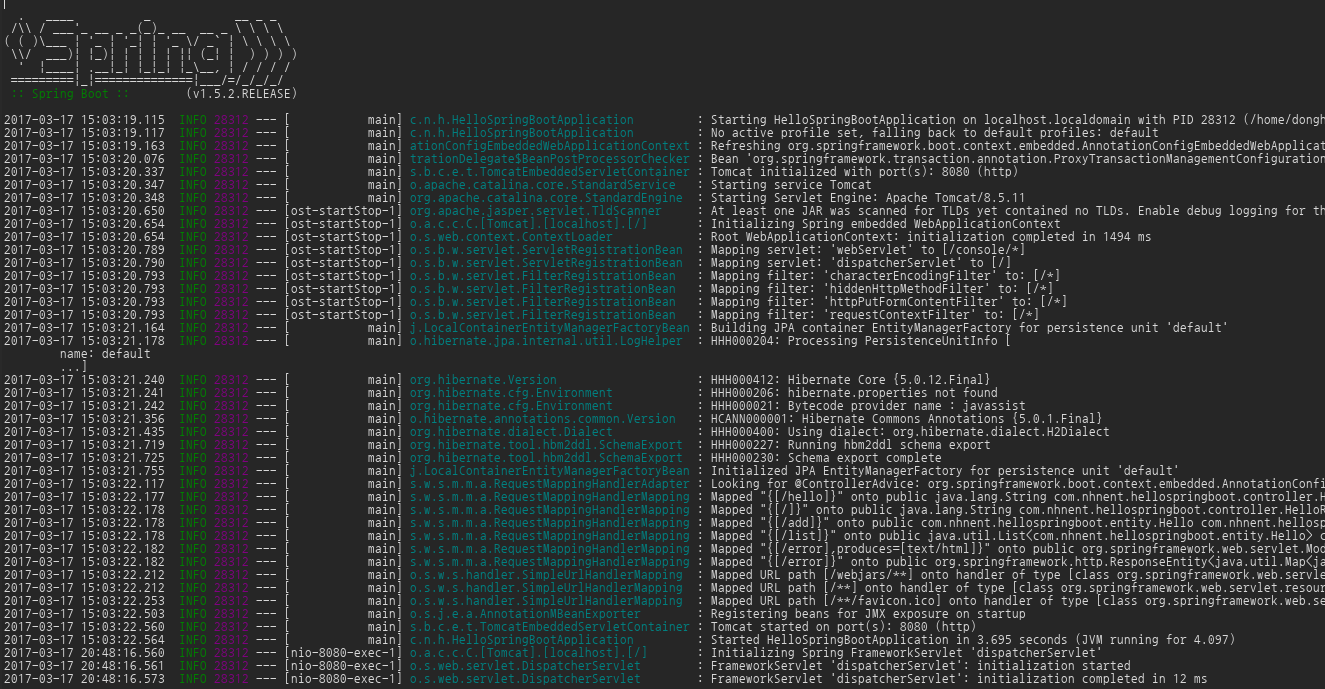 .   ____          _            __ _ _
 /\\ / ___'_ __ _ _(_)_ __  __ _ \ \ \ \
( ( )\___ | '_ | '_| | '_ \/ _` | \ \ \ \
 \\/  ___)| |_)| | | | | || (_| |  ) ) ) )
  '  |____| .__|_| |_|_| |_\__, | / / / /
 =========|_|==============|___/=/_/_/_/
 :: Spring Boot ::        (v1.5.2.RELEASE)
2017-03-17 15:03:19.115  INFO 28312 --- [           main] c.n.h.HelloSpringBootApplication         : Starting HelloSpringBootApplication on localhost.localdomain with PID 28312 (/home/dongh
2017-03-17 15:03:19.117  INFO 28312 --- [           main] c.n.h.HelloSpringBootApplication         : No active profile set, falling back to default profiles: default
2017-03-17 15:03:19.163  INFO 28312 --- [           main] ationConfigEmbeddedWebApplicationContext : Refreshing org.springframework.boot.context.embedded.AnnotationConfigEmbeddedWebApplicat
2017-03-17 15:03:20.076  INFO 28312 --- [           main] trationDelegate$BeanPostProcessorChecker : Bean 'org.springframework.transaction.annotation.ProxyTransactionManagementConfiguration
2017-03-17 15:03:20.337  INFO 28312 --- [           main] s.b.c.e.t.TomcatEmbeddedServletContainer : Tomcat initialized with port(s): 8080 (http)
2017-03-17 15:03:20.347  INFO 28312 --- [           main] o.apache.catalina.core.StandardService   : Starting service Tomcat
2017-03-17 15:03:20.348  INFO 28312 --- [           main] org.apache.catalina.core.StandardEngine  : Starting Servlet Engine: Apache Tomcat/8.5.11
2017-03-17 15:03:20.650  INFO 28312 --- [ost-startStop-1] org.apache.jasper.servlet.TldScanner     : At least one JAR was scanned for TLDs yet contained no TLDs. Enable debug logging for th
2017-03-17 15:03:20.654  INFO 28312 --- [ost-startStop-1] o.a.c.c.C.[Tomcat].[localhost].[/]       : Initializing Spring embedded WebApplicationContext
2017-03-17 15:03:20.654  INFO 28312 --- [ost-startStop-1] o.s.web.context.ContextLoader            : Root WebApplicationContext: initialization completed in 1494 ms
2017-03-17 15:03:20.789  INFO 28312 --- [ost-startStop-1] o.s.b.w.servlet.ServletRegistrationBean  : Mapping servlet: 'webServlet' to [/console/*]
2017-03-17 15:03:20.790  INFO 28312 --- [ost-startStop-1] o.s.b.w.servlet.ServletRegistrationBean  : Mapping servlet: 'dispatcherServlet' to [/]
2017-03-17 15:03:20.793  INFO 28312 --- [ost-startStop-1] o.s.b.w.servlet.FilterRegistrationBean   : Mapping filter: 'characterEncodingFilter' to: [/*]
2017-03-17 15:03:20.793  INFO 28312 --- [ost-startStop-1] o.s.b.w.servlet.FilterRegistrationBean   : Mapping filter: 'hiddenHttpMethodFilter' to: [/*]
2017-03-17 15:03:20.793  INFO 28312 --- [ost-startStop-1] o.s.b.w.servlet.FilterRegistrationBean   : Mapping filter: 'httpPutFormContentFilter' to: [/*]
2017-03-17 15:03:20.793  INFO 28312 --- [ost-startStop-1] o.s.b.w.servlet.FilterRegistrationBean   : Mapping filter: 'requestContextFilter' to: [/*]
2017-03-17 15:03:21.164  INFO 28312 --- [           main] j.LocalContainerEntityManagerFactoryBean : Building JPA container EntityManagerFactory for persistence unit 'default'
2017-03-17 15:03:21.178  INFO 28312 --- [           main] o.hibernate.jpa.internal.util.LogHelper  : HHH000204: Processing PersistenceUnitInfo [
        name: default
        ...]
2017-03-17 15:03:21.240  INFO 28312 --- [           main] org.hibernate.Version                    : HHH000412: Hibernate Core {5.0.12.Final}
2017-03-17 15:03:21.241  INFO 28312 --- [           main] org.hibernate.cfg.Environment            : HHH000206: hibernate.properties not found
2017-03-17 15:03:21.242  INFO 28312 --- [           main] org.hibernate.cfg.Environment            : HHH000021: Bytecode provider name : javassist
2017-03-17 15:03:21.356  INFO 28312 --- [           main] o.hibernate.annotations.common.Version   : HCANN000001: Hibernate Commons Annotations {5.0.1.Final}
2017-03-17 15:03:21.435  INFO 28312 --- [           main] org.hibernate.dialect.Dialect            : HHH000400: Using dialect: org.hibernate.dialect.H2Dialect
2017-03-17 15:03:21.719  INFO 28312 --- [           main] org.hibernate.tool.hbm2ddl.SchemaExport  : HHH000227: Running hbm2ddl schema export
2017-03-17 15:03:21.725  INFO 28312 --- [           main] org.hibernate.tool.hbm2ddl.SchemaExport  : HHH000230: Schema export complete
2017-03-17 15:03:21.755  INFO 28312 --- [           main] j.LocalContainerEntityManagerFactoryBean : Initialized JPA EntityManagerFactory for persistence unit 'default'
2017-03-17 15:03:22.117  INFO 28312 --- [           main] s.w.s.m.m.a.RequestMappingHandlerAdapter : Looking for @ControllerAdvice: org.springframework.boot.context.embedded.AnnotationConfi
2017-03-17 15:03:22.177  INFO 28312 --- [           main] s.w.s.m.m.a.RequestMappingHandlerMapping : Mapped "{[/hello]}" onto public java.lang.String com.nhnent.hellospringboot.controller.H
2017-03-17 15:03:22.178  INFO 28312 --- [           main] s.w.s.m.m.a.RequestMappingHandlerMapping : Mapped "{[/]}" onto public java.lang.String com.nhnent.hellospringboot.controller.HelloR
2017-03-17 15:03:22.178  INFO 28312 --- [           main] s.w.s.m.m.a.RequestMappingHandlerMapping : Mapped "{[/add]}" onto public com.nhnent.hellospringboot.entity.Hello com.nhnent.hellosp
2017-03-17 15:03:22.178  INFO 28312 --- [           main] s.w.s.m.m.a.RequestMappingHandlerMapping : Mapped "{[/list]}" onto public java.util.List<com.nhnent.hellospringboot.entity.Hello> c
2017-03-17 15:03:22.182  INFO 28312 --- [           main] s.w.s.m.m.a.RequestMappingHandlerMapping : Mapped "{[/error],produces=[text/html]}" onto public org.springframework.web.servlet.Mod
2017-03-17 15:03:22.182  INFO 28312 --- [           main] s.w.s.m.m.a.RequestMappingHandlerMapping : Mapped "{[/error]}" onto public org.springframework.http.ResponseEntity<java.util.Map<ja
2017-03-17 15:03:22.212  INFO 28312 --- [           main] o.s.w.s.handler.SimpleUrlHandlerMapping  : Mapped URL path [/webjars/**] onto handler of type [class org.springframework.web.servle
2017-03-17 15:03:22.212  INFO 28312 --- [           main] o.s.w.s.handler.SimpleUrlHandlerMapping  : Mapped URL path [/**] onto handler of type [class org.springframework.web.servlet.resour
2017-03-17 15:03:22.253  INFO 28312 --- [           main] o.s.w.s.handler.SimpleUrlHandlerMapping  : Mapped URL path [/**/favicon.ico] onto handler of type [class org.springframework.web.se
2017-03-17 15:03:22.503  INFO 28312 --- [           main] o.s.j.e.a.AnnotationMBeanExporter        : Registering beans for JMX exposure on startup
2017-03-17 15:03:22.560  INFO 28312 --- [           main] s.b.c.e.t.TomcatEmbeddedServletContainer : Tomcat started on port(s): 8080 (http)
2017-03-17 15:03:22.564  INFO 28312 --- [           main] c.n.h.HelloSpringBootApplication         : Started HelloSpringBootApplication in 3.695 seconds (JVM running for 4.097)
2017-03-17 20:48:16.560  INFO 28312 --- [nio-8080-exec-1] o.a.c.c.C.[Tomcat].[localhost].[/]       : Initializing Spring FrameworkServlet 'dispatcherServlet'
2017-03-17 20:48:16.561  INFO 28312 --- [nio-8080-exec-1] o.s.web.servlet.DispatcherServlet        : FrameworkServlet 'dispatcherServlet': initialization started
2017-03-17 20:48:16.573  INFO 28312 --- [nio-8080-exec-1] o.s.web.servlet.DispatcherServlet        : FrameworkServlet 'dispatcherServlet': initialization completed in 12 ms